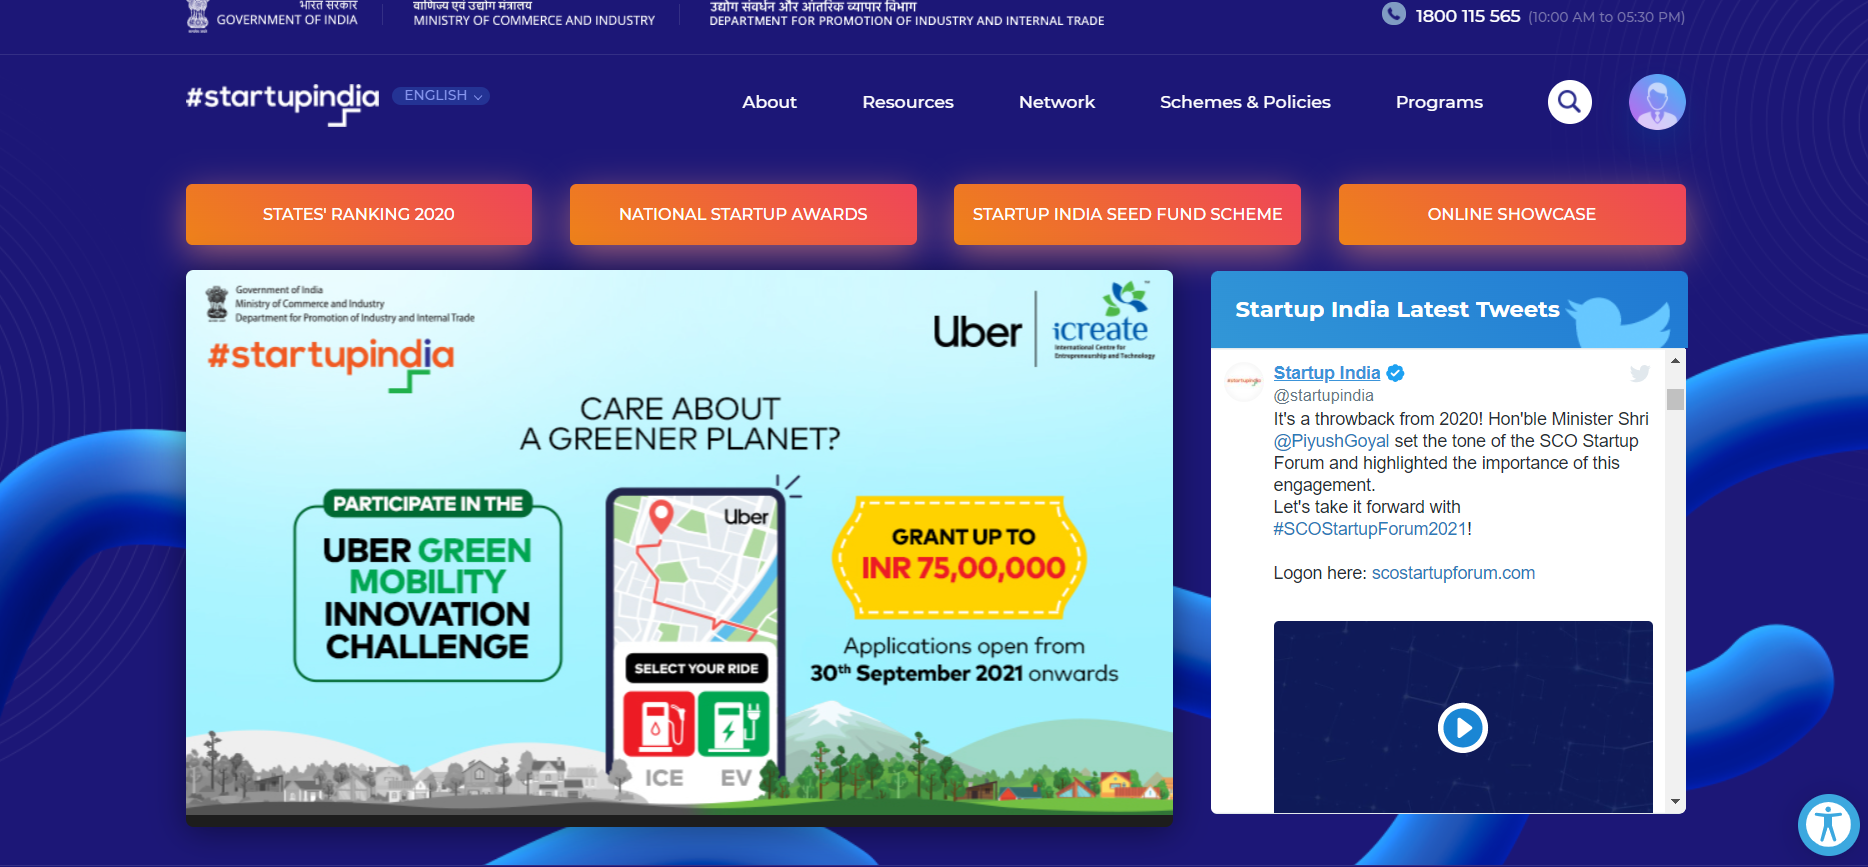 भारत सरकार
GOVERNMENT OF INDIA
वाणिज्य एवं उद्योग मंत्रालय
MINISTRY OF COMMERCE AND INDUSTRY
उद्योग संवर्धन और आंतरिक व्यापार विभाग
DEPARTMENT FOR PROMOTION OF INDUSTRY AND INTERNAL TRADE
1800 115 565 (10:00 AM to 05:30 PM)
#startupindia
ENGLISH
About
Resources
Network
Schemes & Policies
Programs
STATES' RANKING 2020
NATIONAL STARTUP AWARDS
STARTUP INDIA SEED FUND SCHEME
ONLINE SHOWCASE
Government of India
Ministry of Commerce and Industry
Department for Promotion of Industry and Internal Trade
#startupindia
Uber
icreate
International Centre for
Entrepreneurship and Technology
CARE ABOUT
A GREENER PLANET?
PARTICIPATE IN THE
UBER GREEN
MOBILITY
INNOVATION
CHALLENGE
Uber
SELECT YOUR RIDE
ICE EV
GRANT UP TO
INR 75,00,000
Applications open from
30th September 2021 onwards
Startup India Latest Tweets
#startupindia
Startup India
@startupindia
It's a throwback from 2020! Hon'ble Minister Shri
@PiyushGoyal set the tone of the SCO Startup
Forum and highlighted the importance of this
engagement.
Let's take it forward with
#SCOStartupForum2021!
Logon here: scostartupforum.com